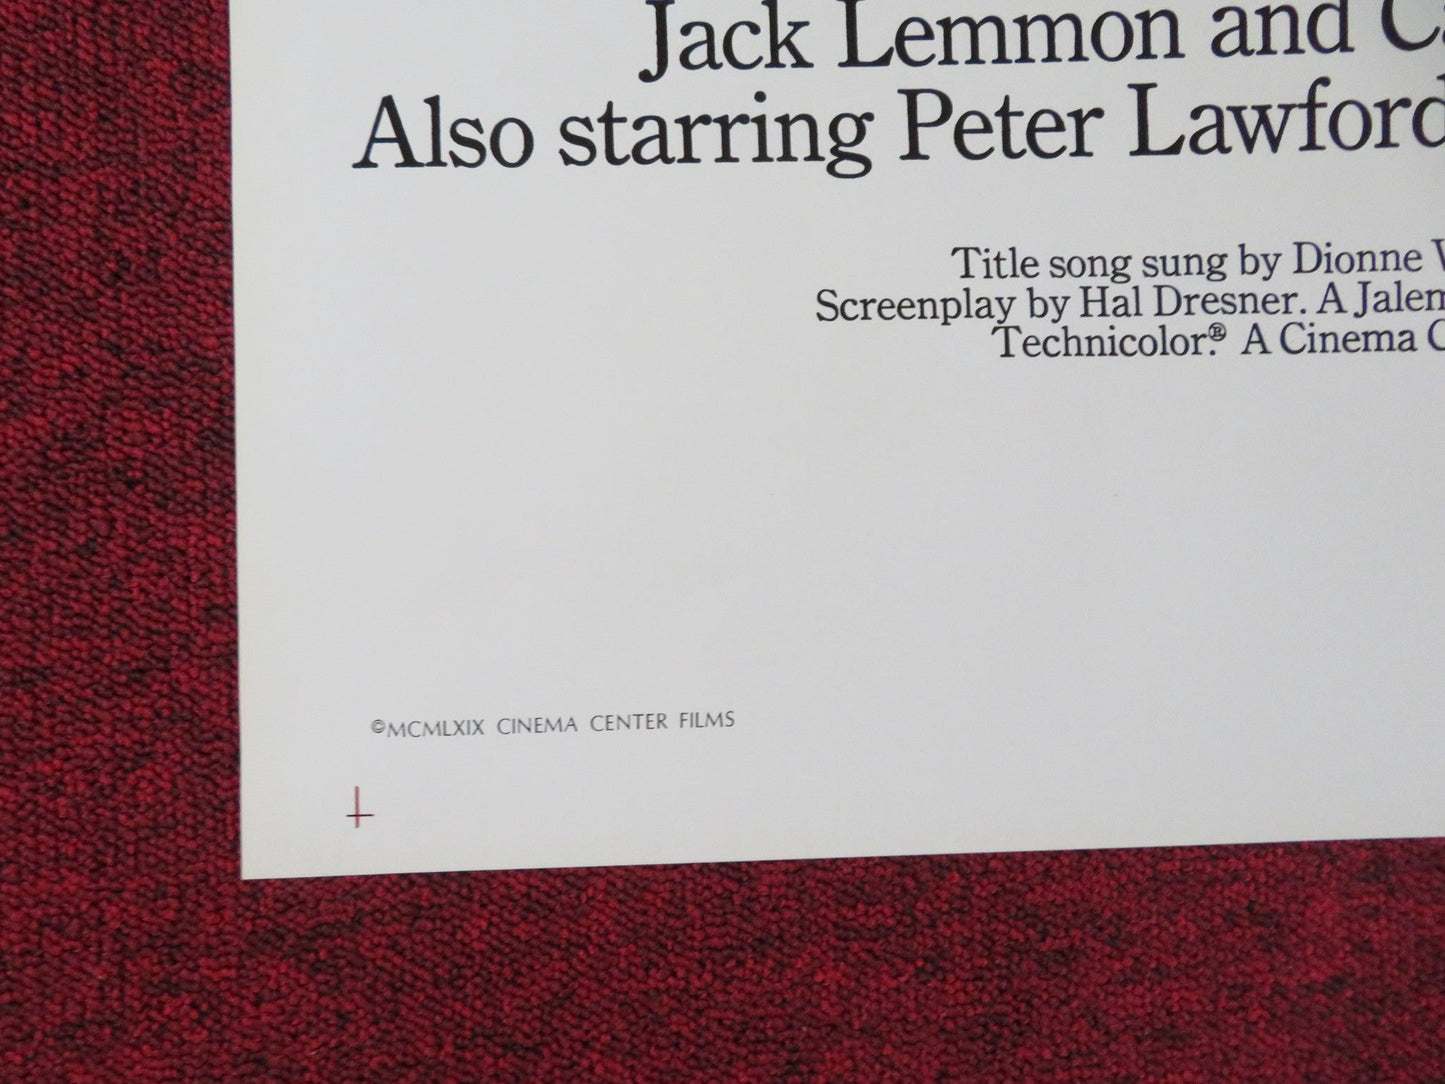 Jack Lemmon and
Also starring Peter Lawford
Title song sung by Dionne
Screenplay by Hal Dresner. A
Technicolor.® A Cinema
©MCMLXIX CINEMA CENTER FILMS